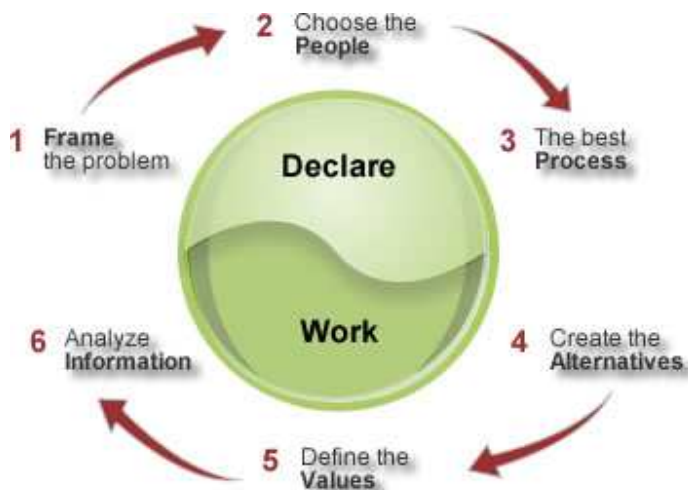 1 Frame
the problem
2 Choose the
People
3 The best
Process
Declare
Work
4 Create the
Alternatives
5 Define the
Values
6 Analyze
Information